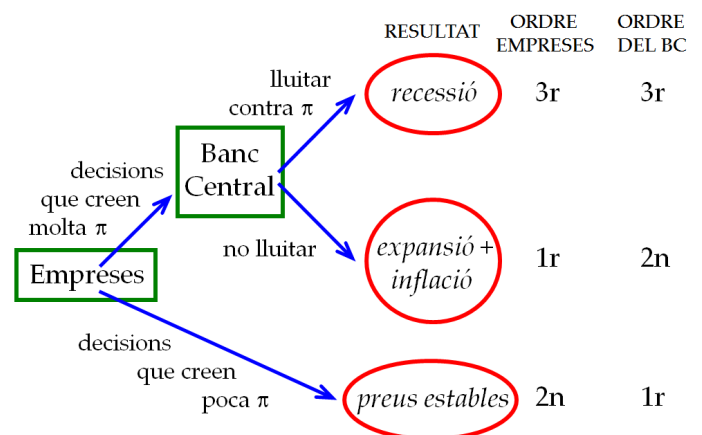 RESULTAT
ORDRE
EMPRESES
ORDRE
DEL BC
lluitar
contra π
recessió
3r
3r
Banc
Central
decisions
que creen
molta π
no lluitar
expansió +
inflació
1r
2n
Empreses
decisions
que creen
poca π
preus estables
2n
1r